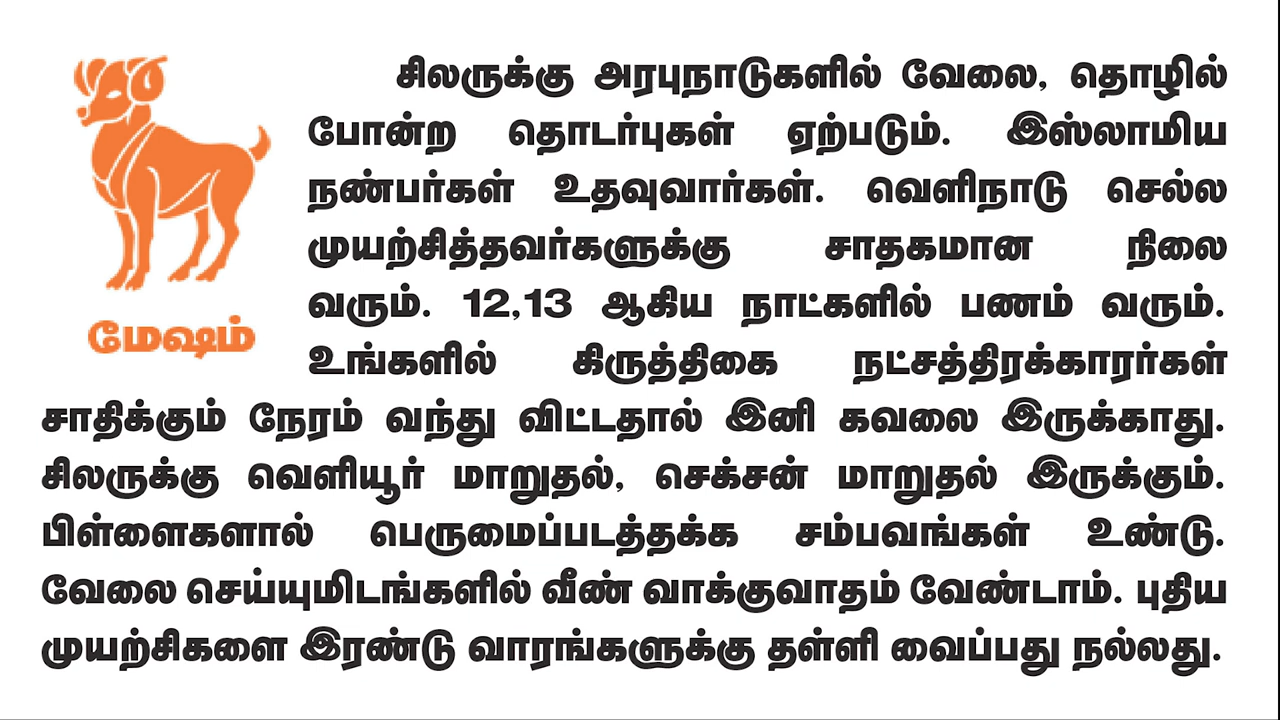 சிலருக்கு அரபுநாடுகளில் வேலை, தொழில்
போன்ற தொடர்புகள் ஏற்படும். இஸ்லாமிய
நண்பர்கள் உதவுவார்கள். வெளிநாடு செல்ல
முயற்சித்தவர்களுக்கு சாதகமான நிலை
வரும். 12,13 ஆகிய நாட்களில் பணம் வரும்.
மேஷம்
உங்களில் கிருத்திகை நட்சத்திரக்காரர்கள்
சாதிக்கும் நேரம் வந்து விட்டதால் இனி கவலை இருக்காது.
சிலருக்கு வெளியூர் மாறுதல், செக்சன் மாறுதல் இருக்கும்.
பிள்ளைகளால் பெருமைப்படத்தக்க சம்பவங்கள் உண்டு.
வேலை செய்யுமிடங்களில் வீண் வாக்குவாதம் வேண்டாம். புதிய
முயற்சிகளை இரண்டு வாரங்களுக்கு தள்ளி வைப்பது நல்லது.